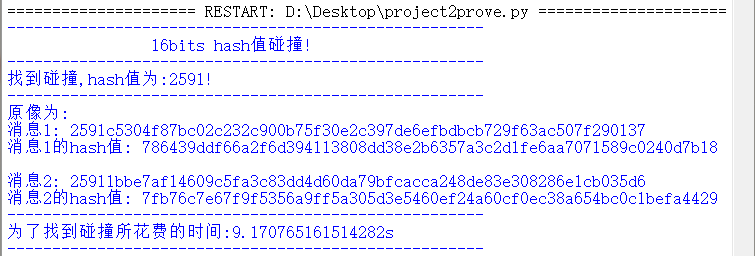 ===================== RESTART: D:\Desktop\project2prove.py =====================
-----------------------------------------------------
16bits hash值碰撞!
-----------------------------------------------------
找到碰撞,hash值为:2591!
-----------------------------------------------------
原像为:
消息1: 2591c5304f87bc02c232c900b75f30e2c397de6efbdbcb729f63ac507f290137
消息1的hash值: 786439ddf66a2f6d394113808dd38e2b6357a3c2d1fe6aa7071589c0240d7b18
消息2: 25911bbe7af14609c5fa3c83dd4d60da79bfcacca248de83e308286e1cb035d6
消息2的hash值: 7fb76c7e67f9f5356a9ff5a305d3e5460ef24a60cf0ec38a654bc0c1befa4429
-----------------------------------------------------
为了找到碰撞所花费的时间:9.170765161514282s
-----------------------------------------------------